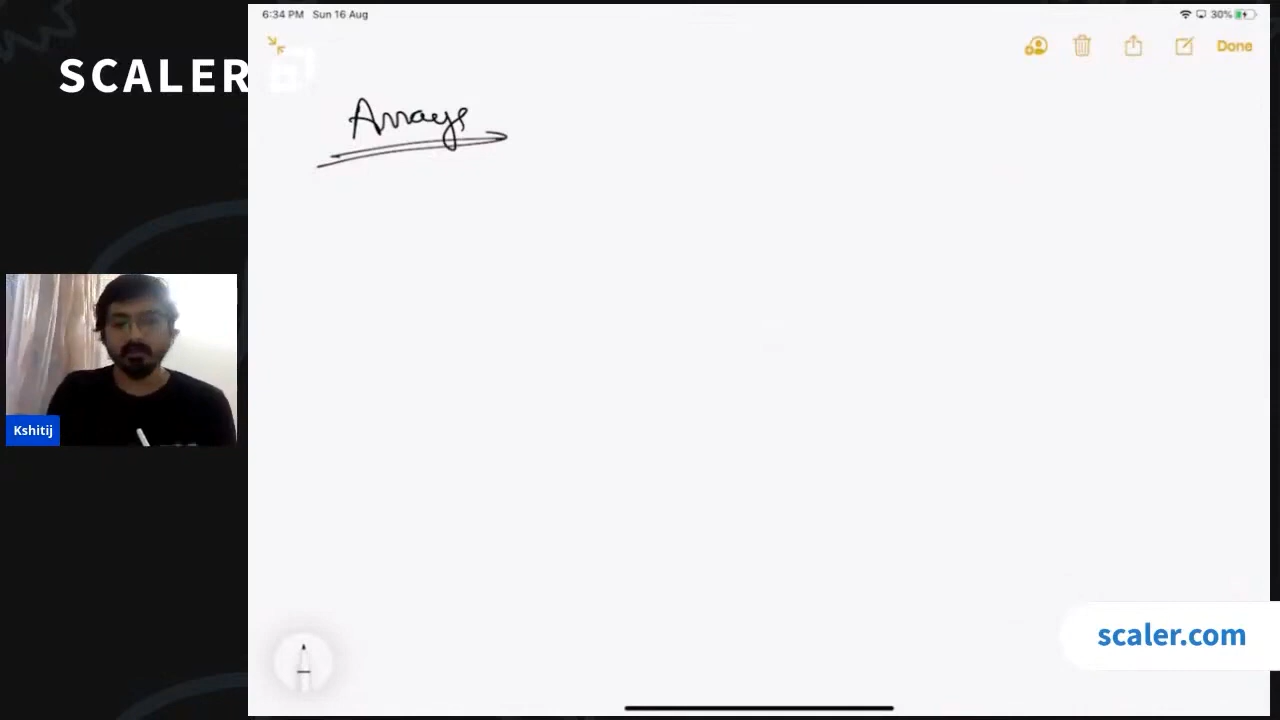 6:34 PM Sun 16 Aug
30%
SCALER
Done
Arrays
Kshitij
scaler.com